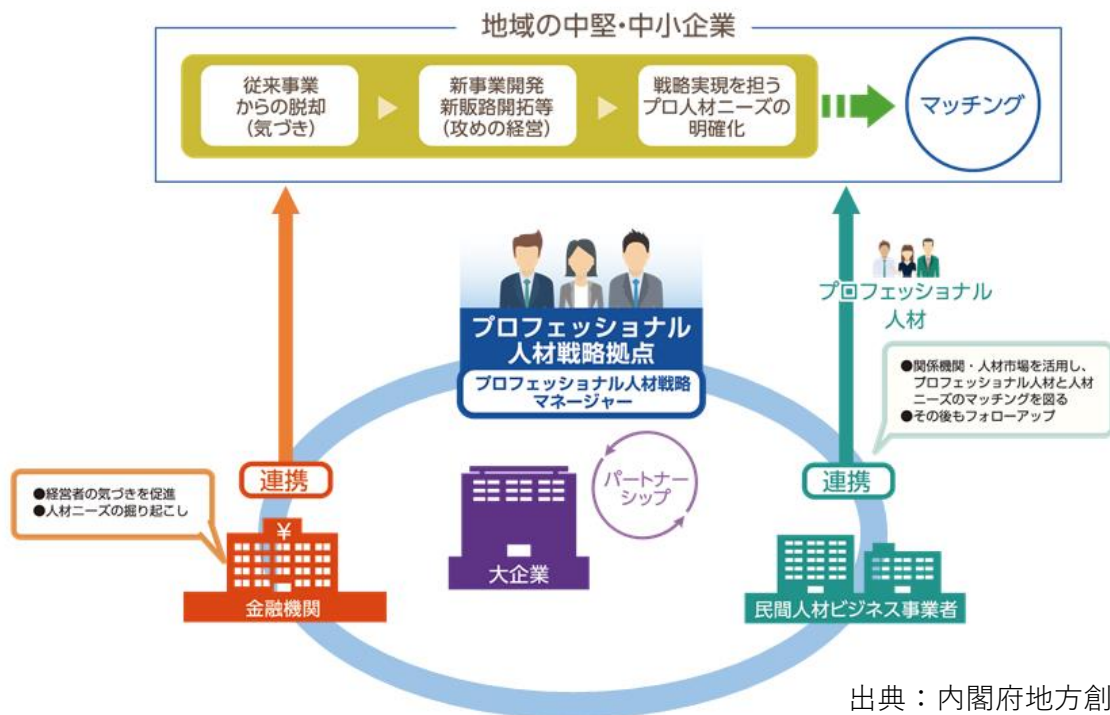 地域の中堅・中小企業
従来事業
からの脱却
(気づき)
新事業開発
新販路開拓等
(攻めの経営)
戦略実現を担う
プロ人材ニーズの
明確化
マッチング
プロフェッショナル
人材戦略拠点
プロフェッショナル人材戦略
マネージャー
プロフェッショナル
人材
●関係機関・人材市場を活用し、
プロフェッショナル人材と人材
ニーズのマッチングを図る
●その後もフォローアップ
連携
●経営者の気づきを促進
●人材ニーズの掘り起こし
¥
金融機関
大企業
パートナー
シップ
連携
民間人材ビジネス事業者
出典：内閣府地方創